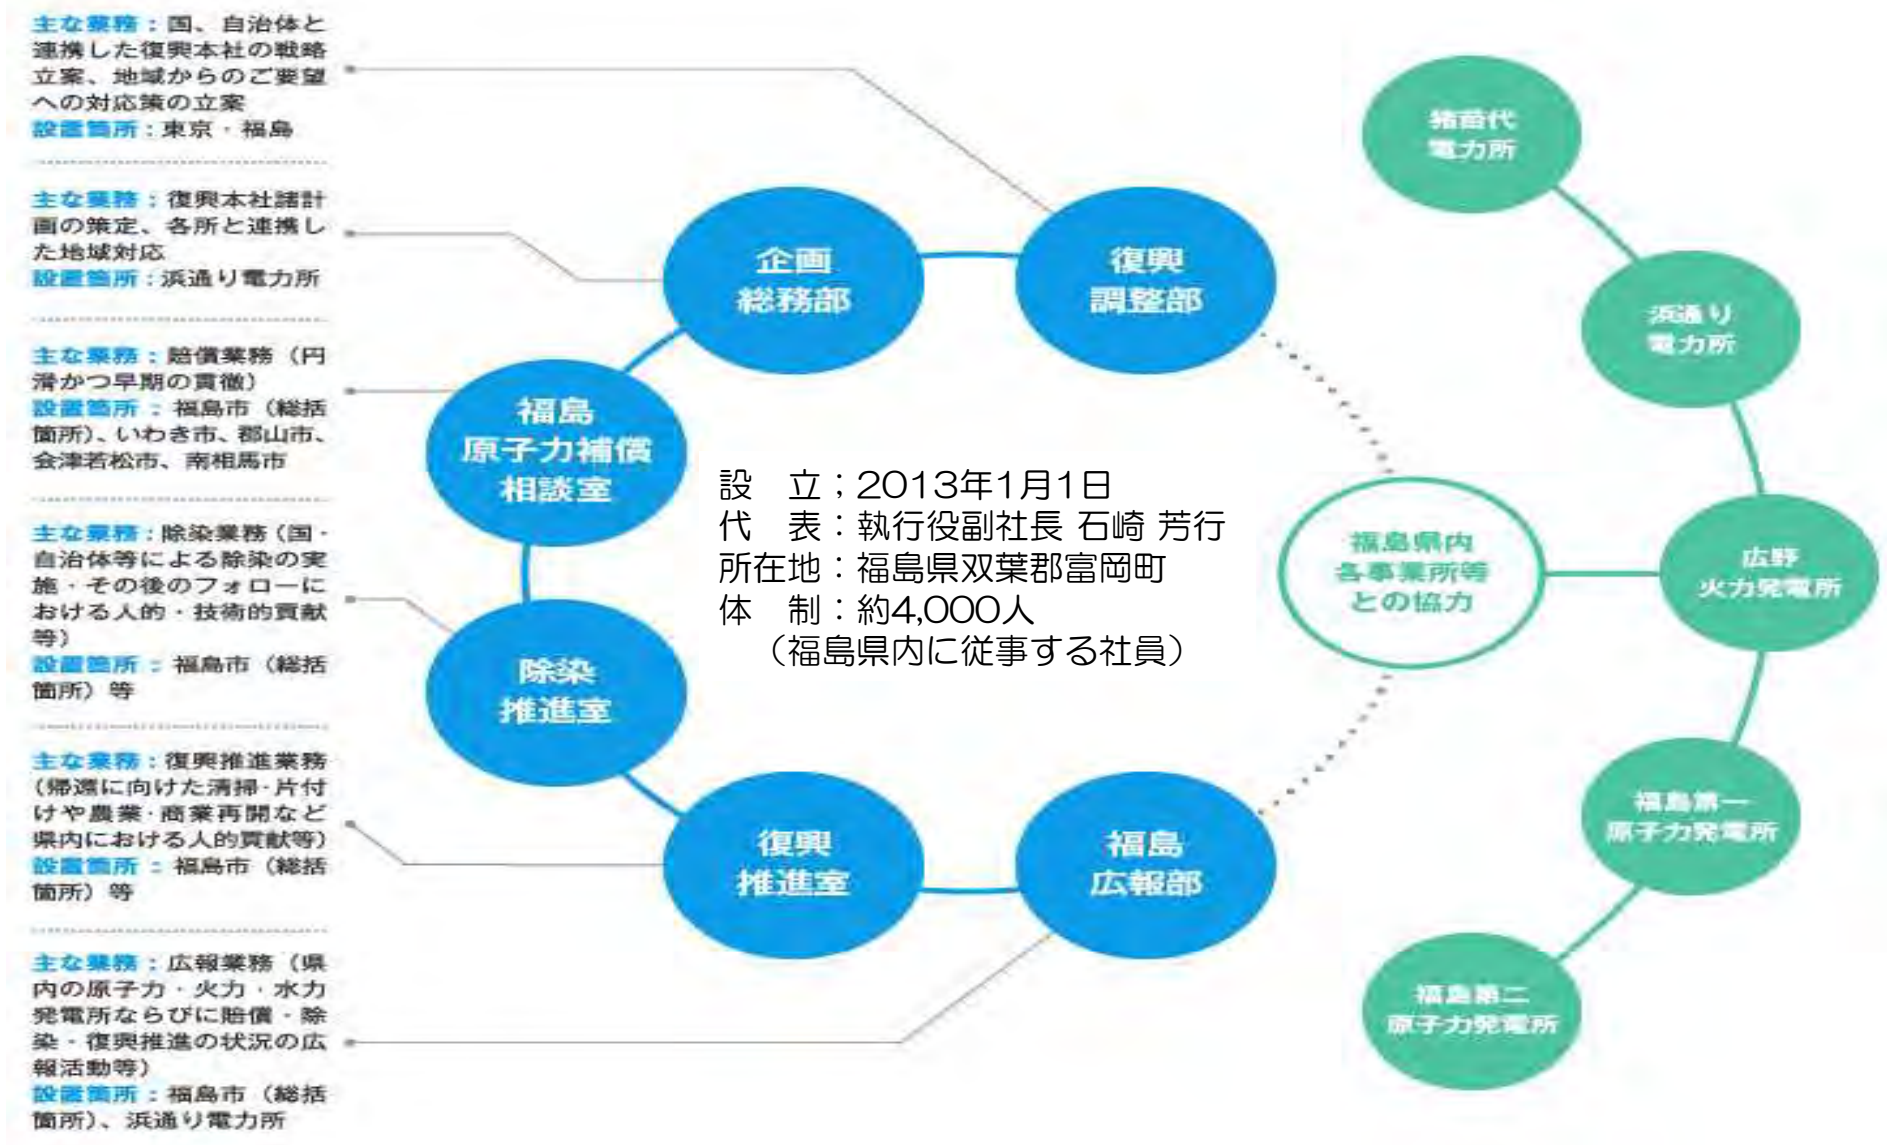 主な業務：国、自治体と
連携した復興本社の戦略
立案、地域からのご要望
への対応策の立案
設置箇所：東京・福島
主な業務：復興本社諸計
画の策定、各所と連携し
た地域対応
設置箇所：浜通り電力所
主な業務：賠償業務（円
滑かつ早期の貫徹）
設置箇所：福島市（総括
箇所）、いわき市、郡山市、
会津若松市、南相馬市
主な業務：除染業務（国・
自治体等による除染の実
施・その後のフォローに
おける人的・技術的貢献
等）
設置箇所：福島市（総括
箇所）等
主な業務：復興推進業務
（帰還に向けた清掃・片付
けや農業・商業再開など
県内における人的貢献等）
設置箇所：福島市（総括
箇所）等
主な業務：広報業務（県
内の原子力・火力・水力
発電所ならびに賠償・除
染・復興推進の状況の広
報活動等）
設置箇所：福島市（総括
箇所）、浜通り電力所
企画
総務部
復興
調整部
福島
原子力補償
相談室
除染
推進室
復興
推進室
福島
広報部
設　立；2013年1月1日
代　表：執行役副社長 石崎 芳行
所在地：福島県双葉郡富岡町
体　制：約4,000人
（福島県内に従事する社員）
福島県内
各事業所等
との協力
猪苗代
電力所
浜通り
電力所
広野
火力発電所
福島第一
原子力発電所
福島第二
原子力発電所